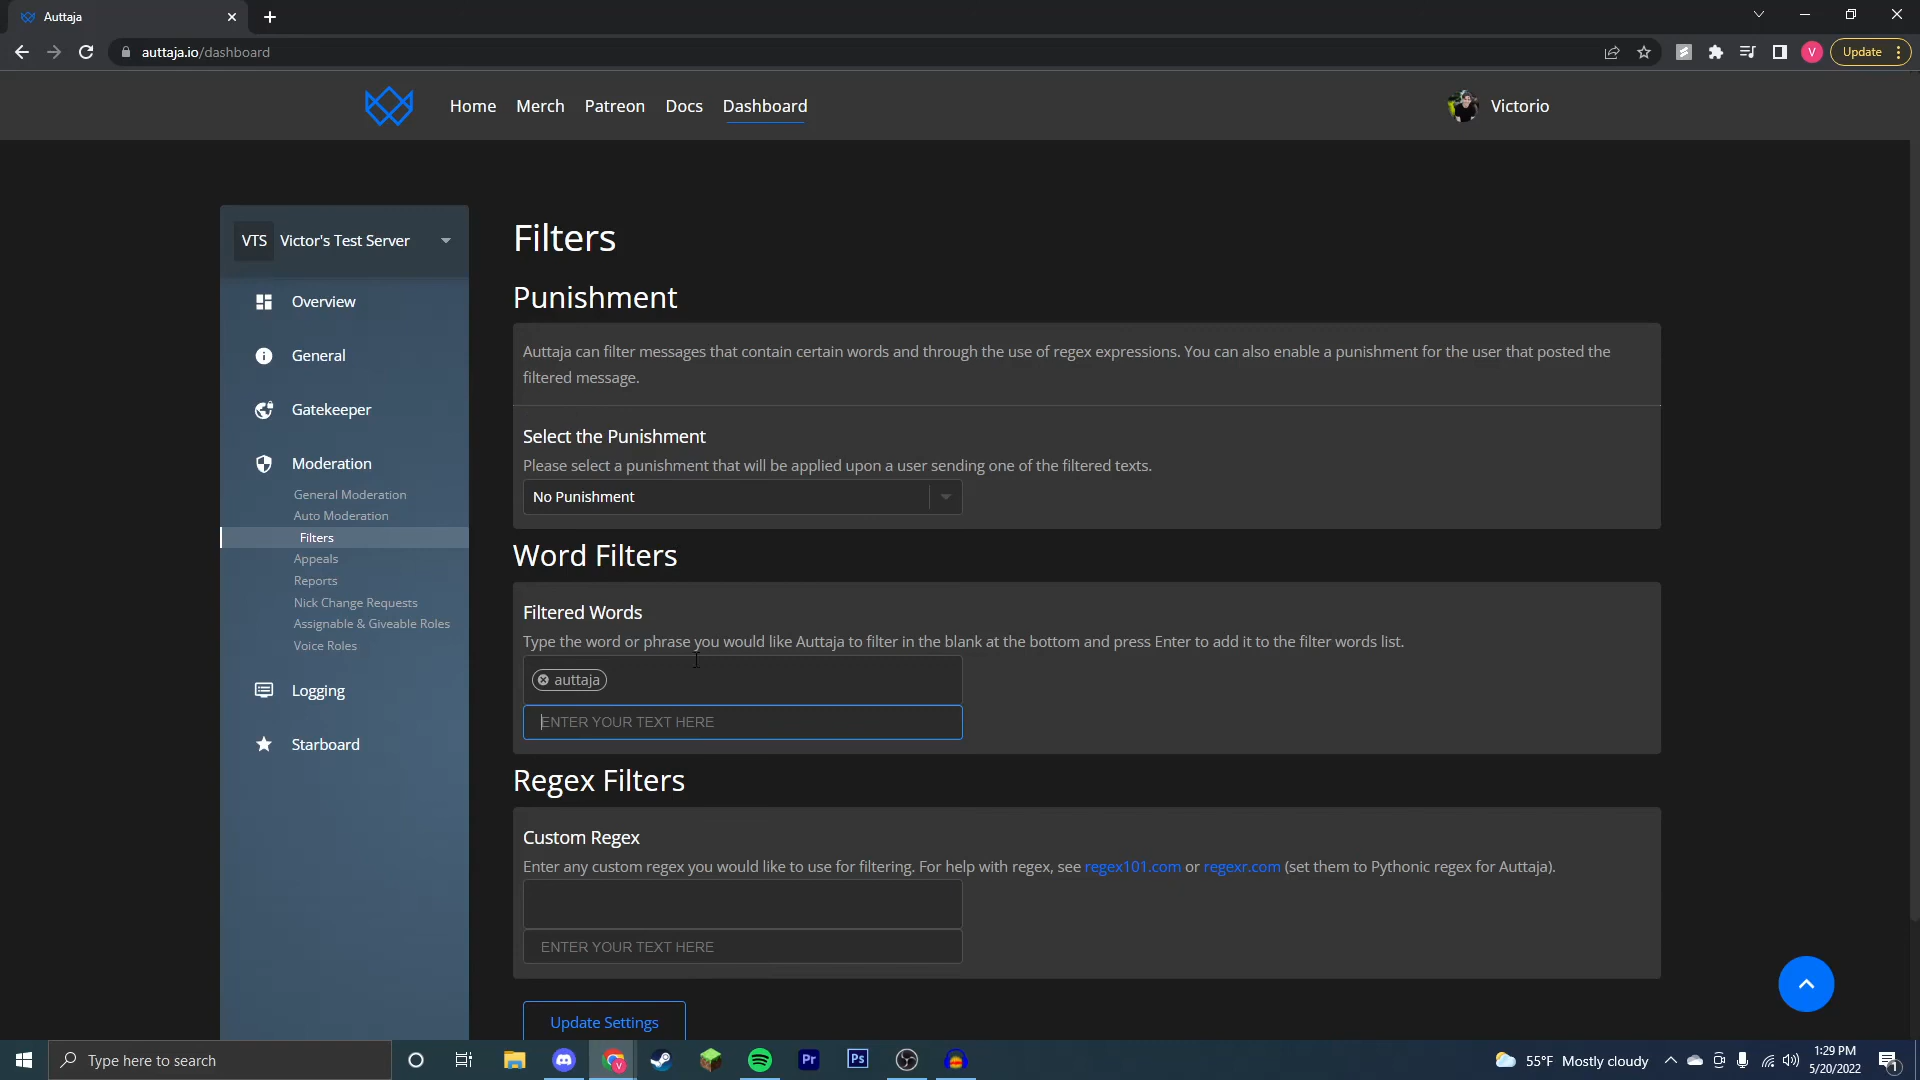 Auttaja
auttaja.io/dashboard
V
Update
Home
Merch
Patreon
Docs
Dashboard
Victorio
VTS
Victor's Test Server
Overview
General
Gatekeeper
Moderation
General Moderation
Auto Moderation
Filters
Appeals
Reports
Nick Change Requests
Assignable & Giveable Roles
Voice Roles
Logging
Starboard
Filters
Punishment
Auttaja can filter messages that contain certain words and through the use of regex expressions. You can also enable a punishment for the user that posted the
filtered message.
Select the Punishment
Please select a punishment that will be applied upon a user sending one of the filtered texts.
No Punishment
Word Filters
Filtered Words
Type the word or phrase you would like Auttaja to filter in the blank at the bottom and press Enter to add it to the filter words list.
auttaja
ENTER YOUR TEXT HERE
Regex Filters
Custom Regex
Enter any custom regex you would like to use for filtering. For help with regex, see regex101.com or regexr.com (set them to Pythonic regex for Auttaja).
ENTER YOUR TEXT HERE
Update Settings
Type here to search
V
Pr
Ps
55°F
Mostly cloudy
1:29 PM
5/20/2022
1